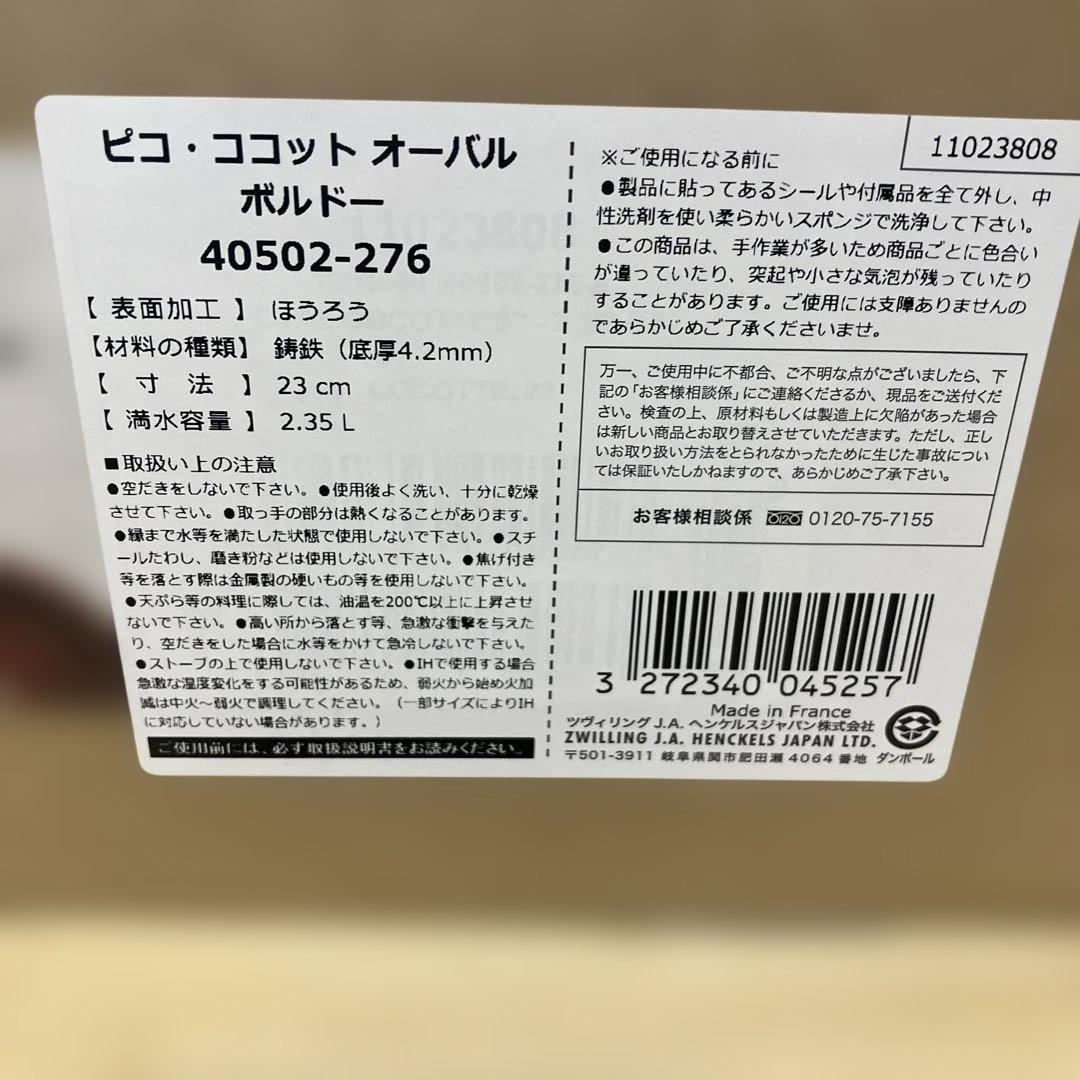 ピコ・ココット オーバル
ボルドー
40502-276
【 表面加工 】 ほうろう
【材料の種類】 鋳鉄（底厚4.2mm）
【 寸 法 】 23 cm
【 満水容量 】 2.35 L
■取扱い上の注意
●空だきをしないで下さい。●使用後よく洗い、十分に乾燥
させて下さい。●取っ手の部分は熱くなることがあります。
●縁まで水等を満たした状態で使用しないで下さい。●スチ
ールたわし、磨き粉などは使用しないで下さい。●焦げ付き
等を落とす際は金属製の硬いもの等を使用しないで下さい。
●天ぷら等の料理に際しては、油温を200℃以上に上昇させ
ないで下さい。●高い所から落とす等、急激な衝撃を与えた
り、空だきをした場合に水等をかけて急冷しないで下さい。
●ストーブの上で使用しないで下さい。●IHで使用する場合
急激な温度変化をする可能性があるため、弱火から始め火加
減は中火～弱火で調理してください。（一部サイズによりIH
に対応していない場合があります。）
ご使用前には、必ず取扱説明書をお読みください。
11023808
※ご使用になる前に
●製品に貼ってあるシールや付属品を全て外し、中
性洗剤を使い柔らかいスポンジで洗浄して下さい。
●この商品は、手作業が多いため商品ごとに色合い
が違っていたり、突起や小さな気泡が残っていたり
することがあります。ご使用には支障ありませんの
であらかじめご了承くださいませ。
万一、ご使用中に不都合、ご不明な点がございましたら、下
記の「お客様相談係」にご連絡くださるか、現品をご送付くだ
さい。検査の上、原材料もしくは製造上に欠陥があった場合
は新しい商品とお取り替えさせていただきます。ただし、正し
いお取り扱い方法をとられなかったために生じた事故につい
ては保証いたしかねますので、あらかじめご了承下さい。
お客様相談係 0120-75-7155
3 272340 045257
Made in France
ツヴィリング J.A. ヘンケルスジャパン株式会社
ZWILLING J.A. HENCKELS JAPAN LTD.
〒501-3911 岐阜県関市肥田瀬 4064 番地 ダンボール